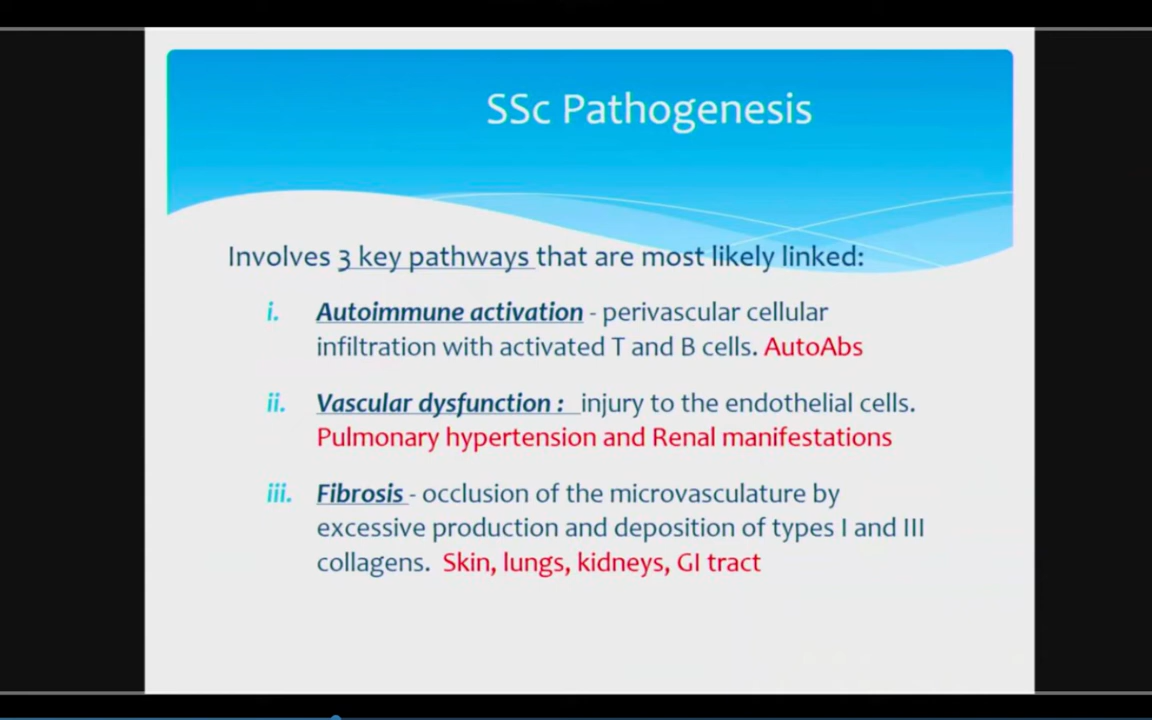 SSc Pathogenesis
Involves 3 key pathways that are most likely linked:
i. Autoimmune activation - perivascular cellular
infiltration with activated T and B cells. AutoAbs
ii. Vascular dysfunction : injury to the endothelial cells.
Pulmonary hypertension and Renal manifestations
iii. Fibrosis - occlusion of the microvasculature by
excessive production and deposition of types I and III
collagens. Skin, lungs, kidneys, GI tract